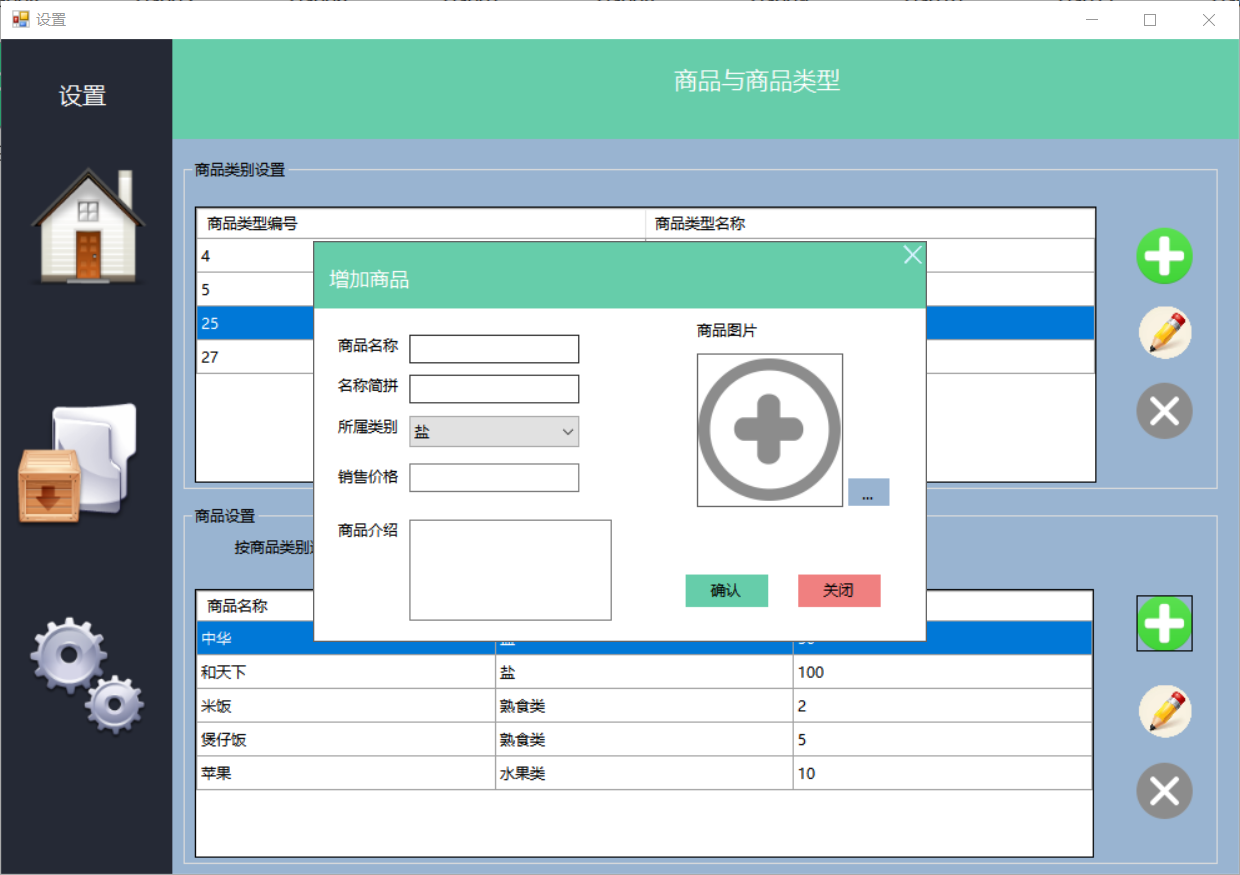 设置
设置
商品与商品类型
商品类别设置
商品类型编号 商品类型名称
4
5
25
27
增加商品
商品名称
名称简拼
所属类别 盐
销售价格
商品介绍
商品图片
...
确认 关闭
商品设置
按商品类别
商品名称
中华
和天下 盐 100
米饭 熟食类 2
煲仔饭 熟食类 5
苹果 水果类 10